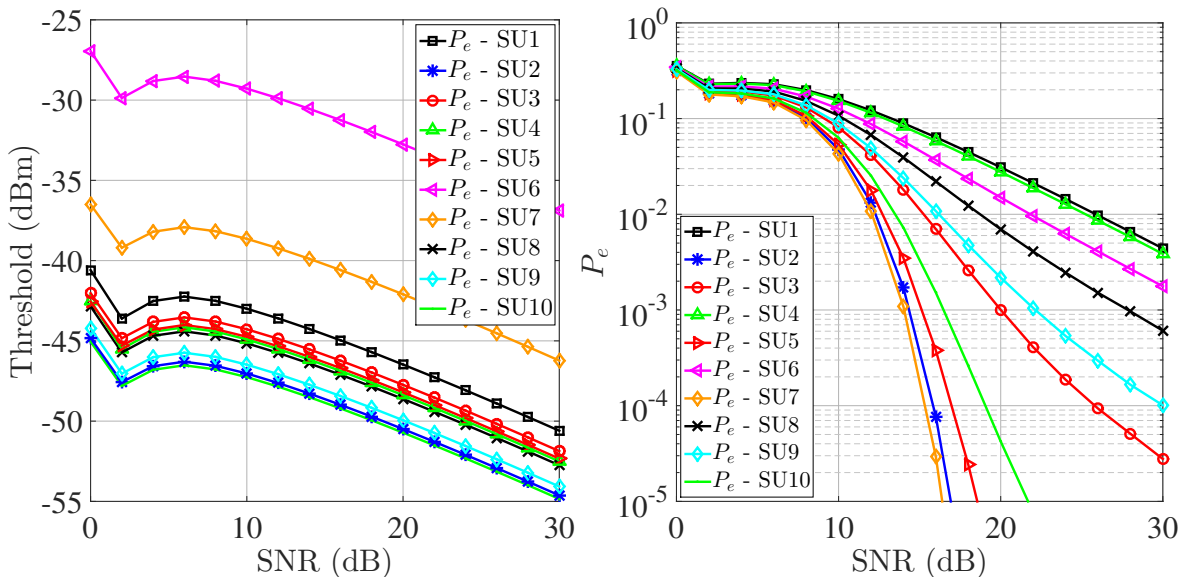 Threshold (dBm)
-25
-30
-35
-40
-45
-50
-55
0
10
20
30
SNR (dB)
P_e - SU1
P_e - SU2
P_e - SU3
P_e - SU4
P_e - SU5
P_e - SU6
P_e - SU7
P_e - SU8
P_e - SU9
P_e - SU10
P_e
10^0
10^-1
10^-2
10^-3
10^-4
10^-5
0
10
20
30
SNR (dB)
P_e - SU1
P_e - SU2
P_e - SU3
P_e - SU4
P_e - SU5
P_e - SU6
P_e - SU7
P_e - SU8
P_e - SU9
P_e - SU10